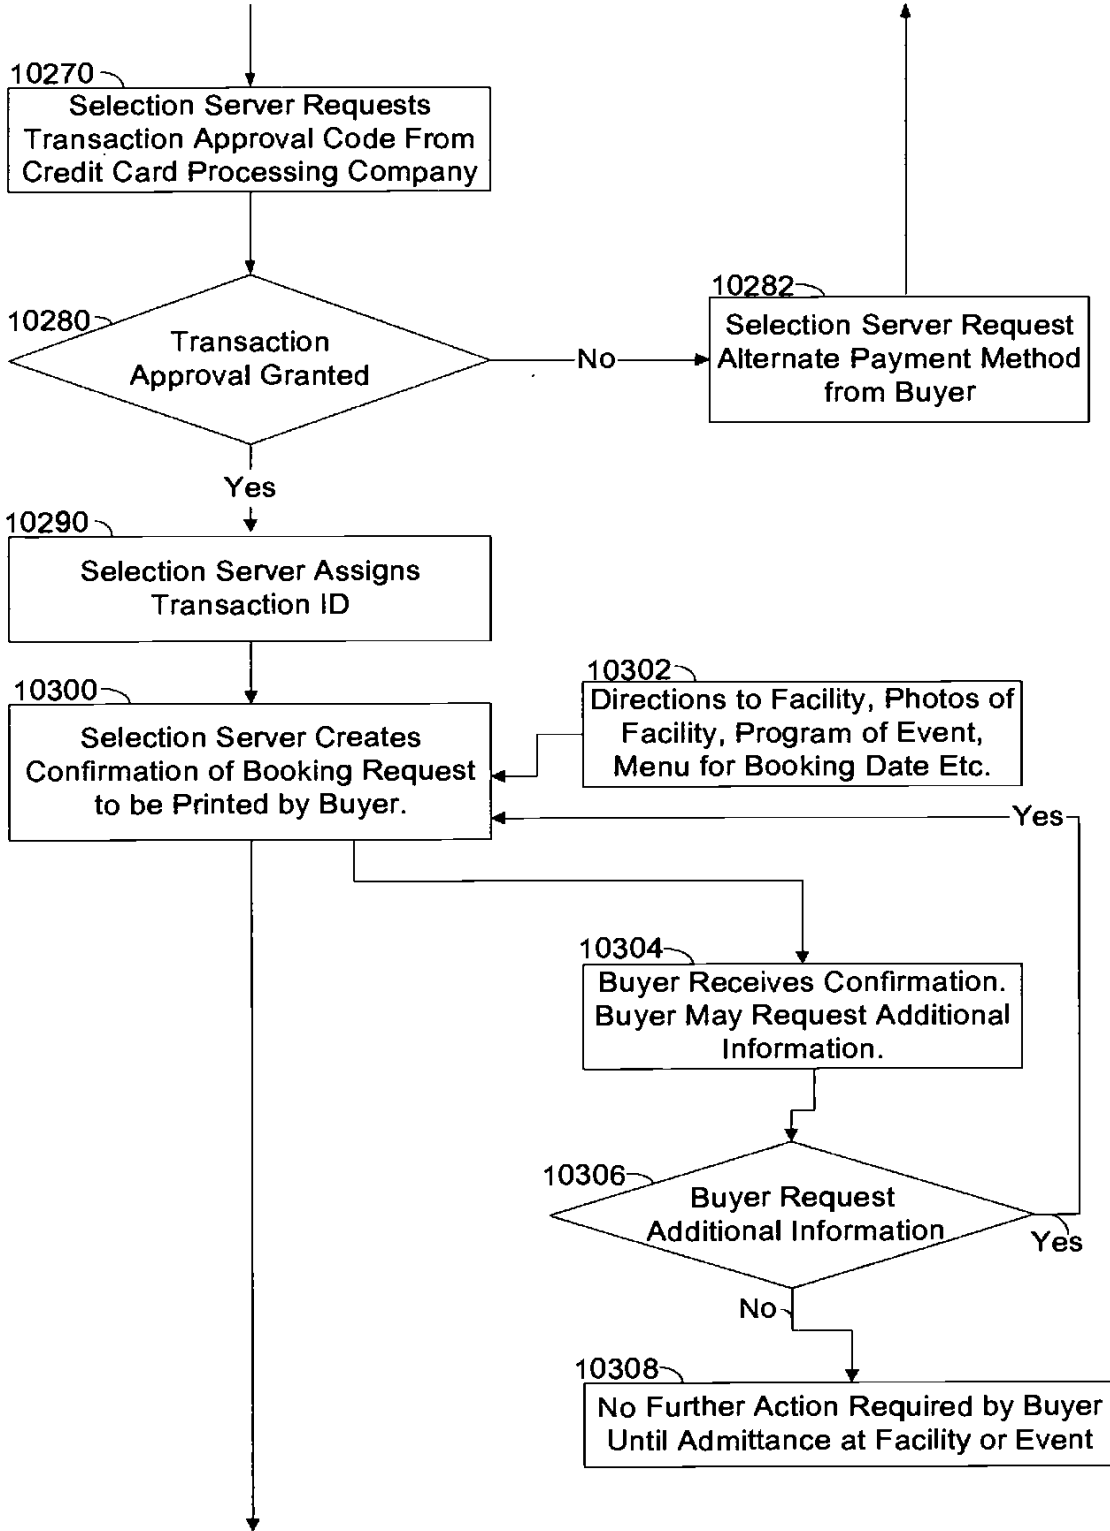 10270
Selection Server Requests
Transaction Approval Code From
Credit Card Processing Company
10280
Transaction
Approval Granted
No
10282
Selection Server Request
Alternate Payment Method
from Buyer
Yes
10290
Selection Server Assigns
Transaction ID
10300
Selection Server Creates
Confirmation of Booking Request
to be Printed by Buyer.
10302
Directions to Facility, Photos of
Facility, Program of Event,
Menu for Booking Date Etc.
Yes
10304
Buyer Receives Confirmation.
Buyer May Request Additional
Information.
10306
Buyer Request
Additional Information
Yes
No
10308
No Further Action Required by Buyer
Until Admittance at Facility or Event